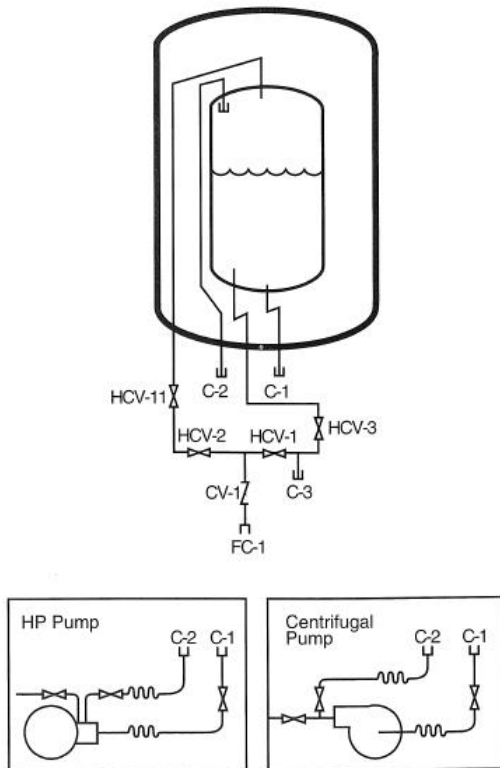 C-2
C-1
HCV-11
HCV-3
HCV-2
HCV-1
CV-1
C-3
FC-1
HP Pump
C-2
C-1
Centrifugal
Pump
C-2
C-1